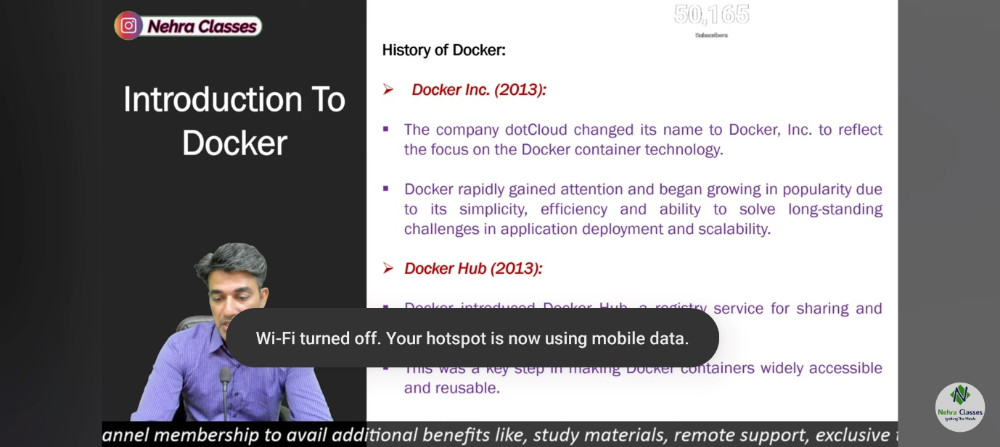 Nehra Classes
50,165
Subscribers
Introduction To
Docker
History of Docker:
Docker Inc. (2013):
The company dotCloud changed its name to Docker, Inc. to reflect
the focus on the Docker container technology.
Docker rapidly gained attention and began growing in popularity due
to its simplicity, efficiency and ability to solve long-standing
challenges in application deployment and scalability.
Docker Hub (2013):
Docker introduced Docker Hub, a registry service for sharing and
Wi-Fi turned off. Your hotspot is now using mobile data.
This was a key step in making Docker containers widely accessible
and reusable.
Nehra Classes
Igniting The Minds
annel membership to avail additional benefits like, study materials, remote support, exclusive